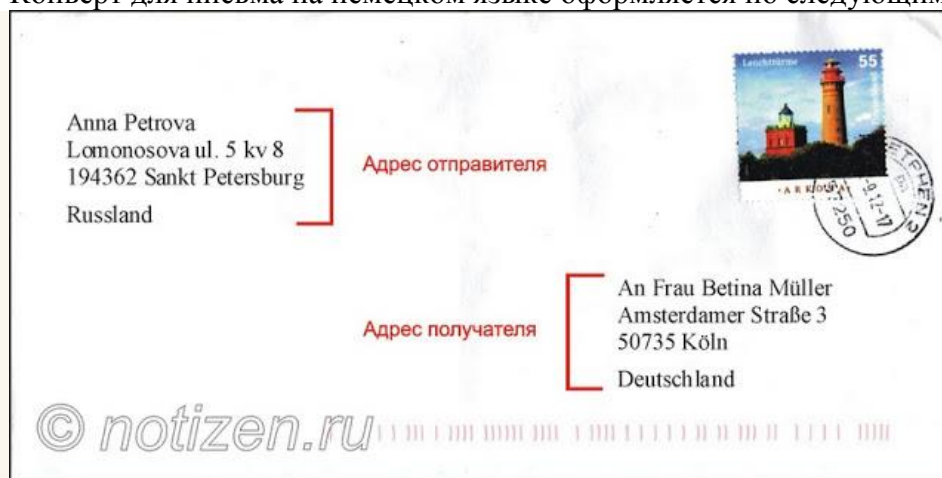 Конверт для письма на немецком языке оформляется по следующим
Leuchttürme 55
Anna Petrova
Lomonosova ul. 5 kv 8
194362 Sankt Petersburg
Russland
Адрес отправителя
An Frau Betina Müller
Amsterdamer Straße 3
50735 Köln
Deutschland
Адрес получателя
© notizen.ru